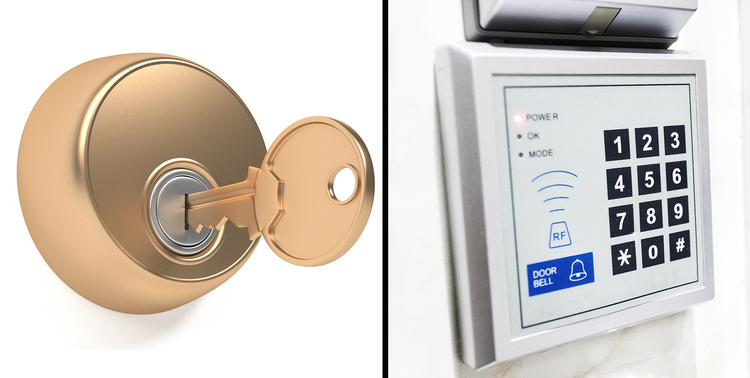 POWER
OK
MODE
RF
DOOR
BELL
1 2 3
4 5 6
7 8 9
* 0 #